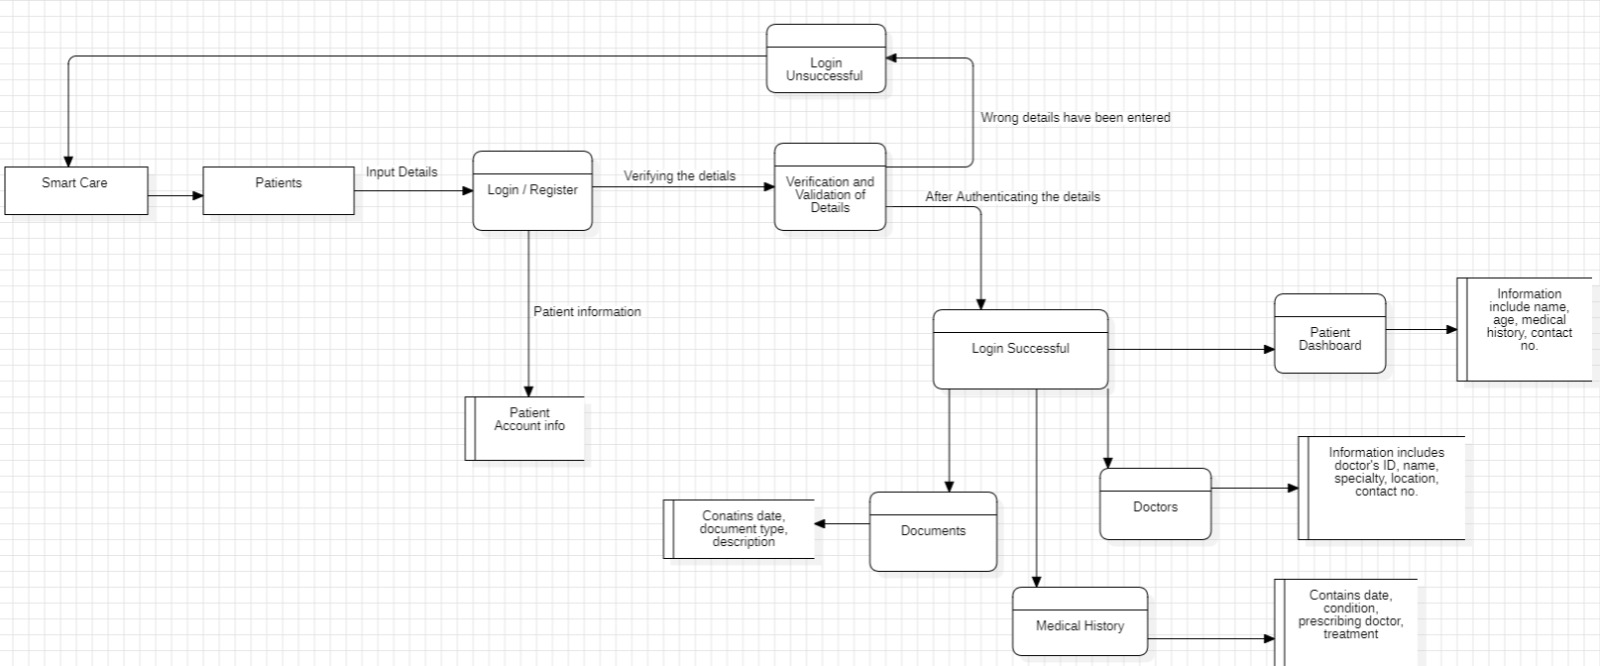 Login
Unsuccessful
Wrong details have been entered
Smart Care
Patients
Input Details
Login / Register
Verifying the detials
Verification and
Validation of
Details
After Authenticating the details
Patient information
Login Successful
Patient
Dashboard
Information
include name,
age, medical
history, contact
no.
Patient
Account info
Information includes
doctor's ID, name,
specialty, location,
contact no.
Conatins date,
document type,
description
Documents
Doctors
Medical History
Contains date,
condition,
prescribing doctor,
treatment